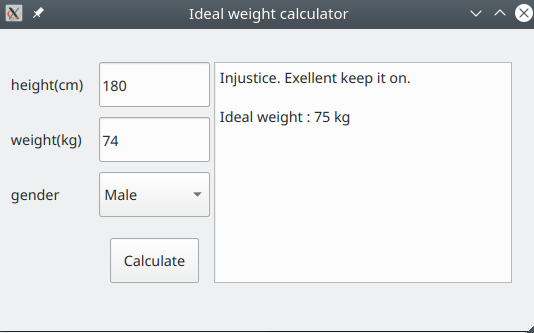 Ideal weight calculator
height(cm)
180
weight(kg)
74
gender
Male
Calculate
Injustice. Exellent keep it on.
Ideal weight : 75 kg